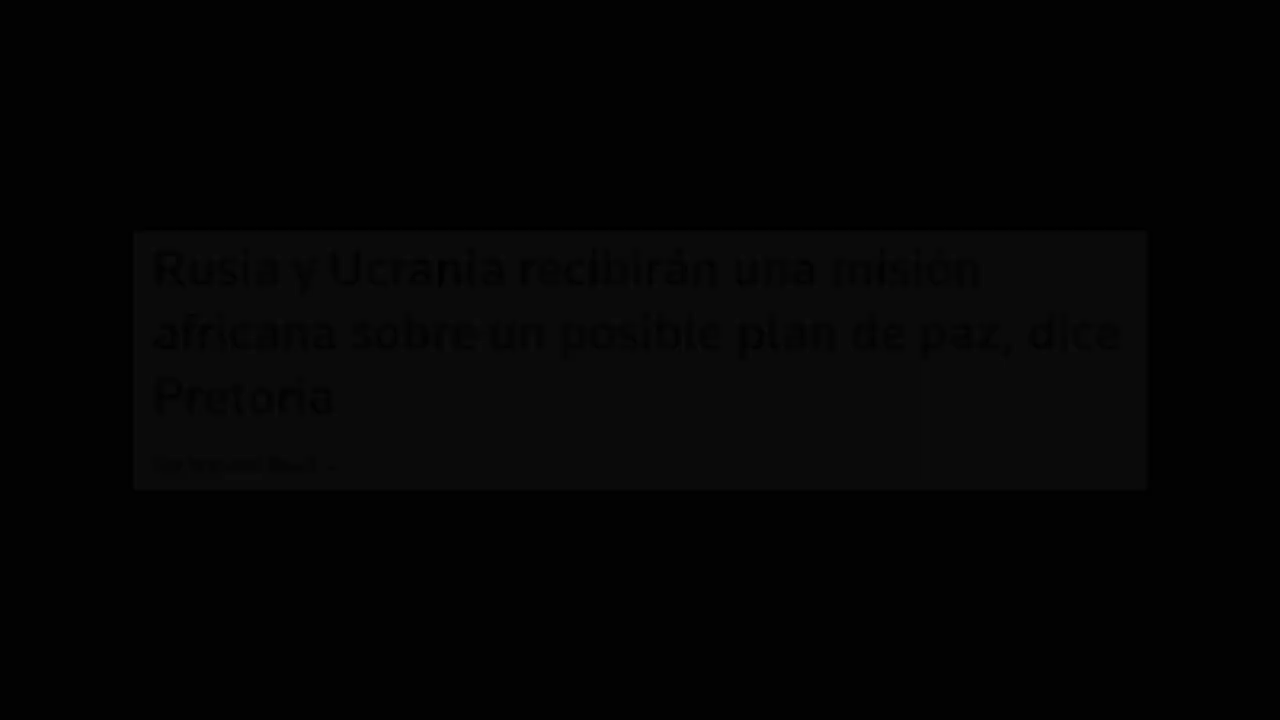 Rusia y Ucrania recibirán una misión
africana sobre un posible plan de paz, dice
Pretoria